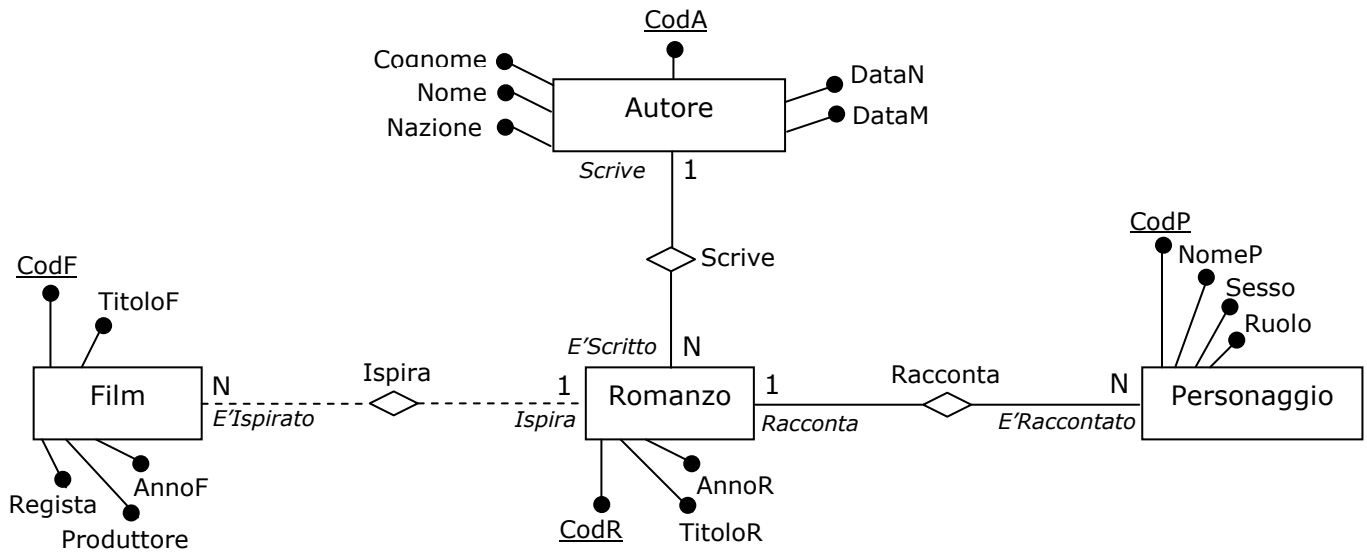 CodA
Cognome
DataN
Nome
Autore
DataM
Nazione
Scrive
1
CodP
Scrive
NomeP
CodF
Sesso
TitoloF
Ruolo
E'Scritto
N
Ispira
Racconta
Film
N
1
Romanzo
1
N
Personaggio
E'Ispirato
Ispira
Racconta
E'Raccontato
AnnoF
AnnoR
Regista
CodR
TitoloR
Produttore